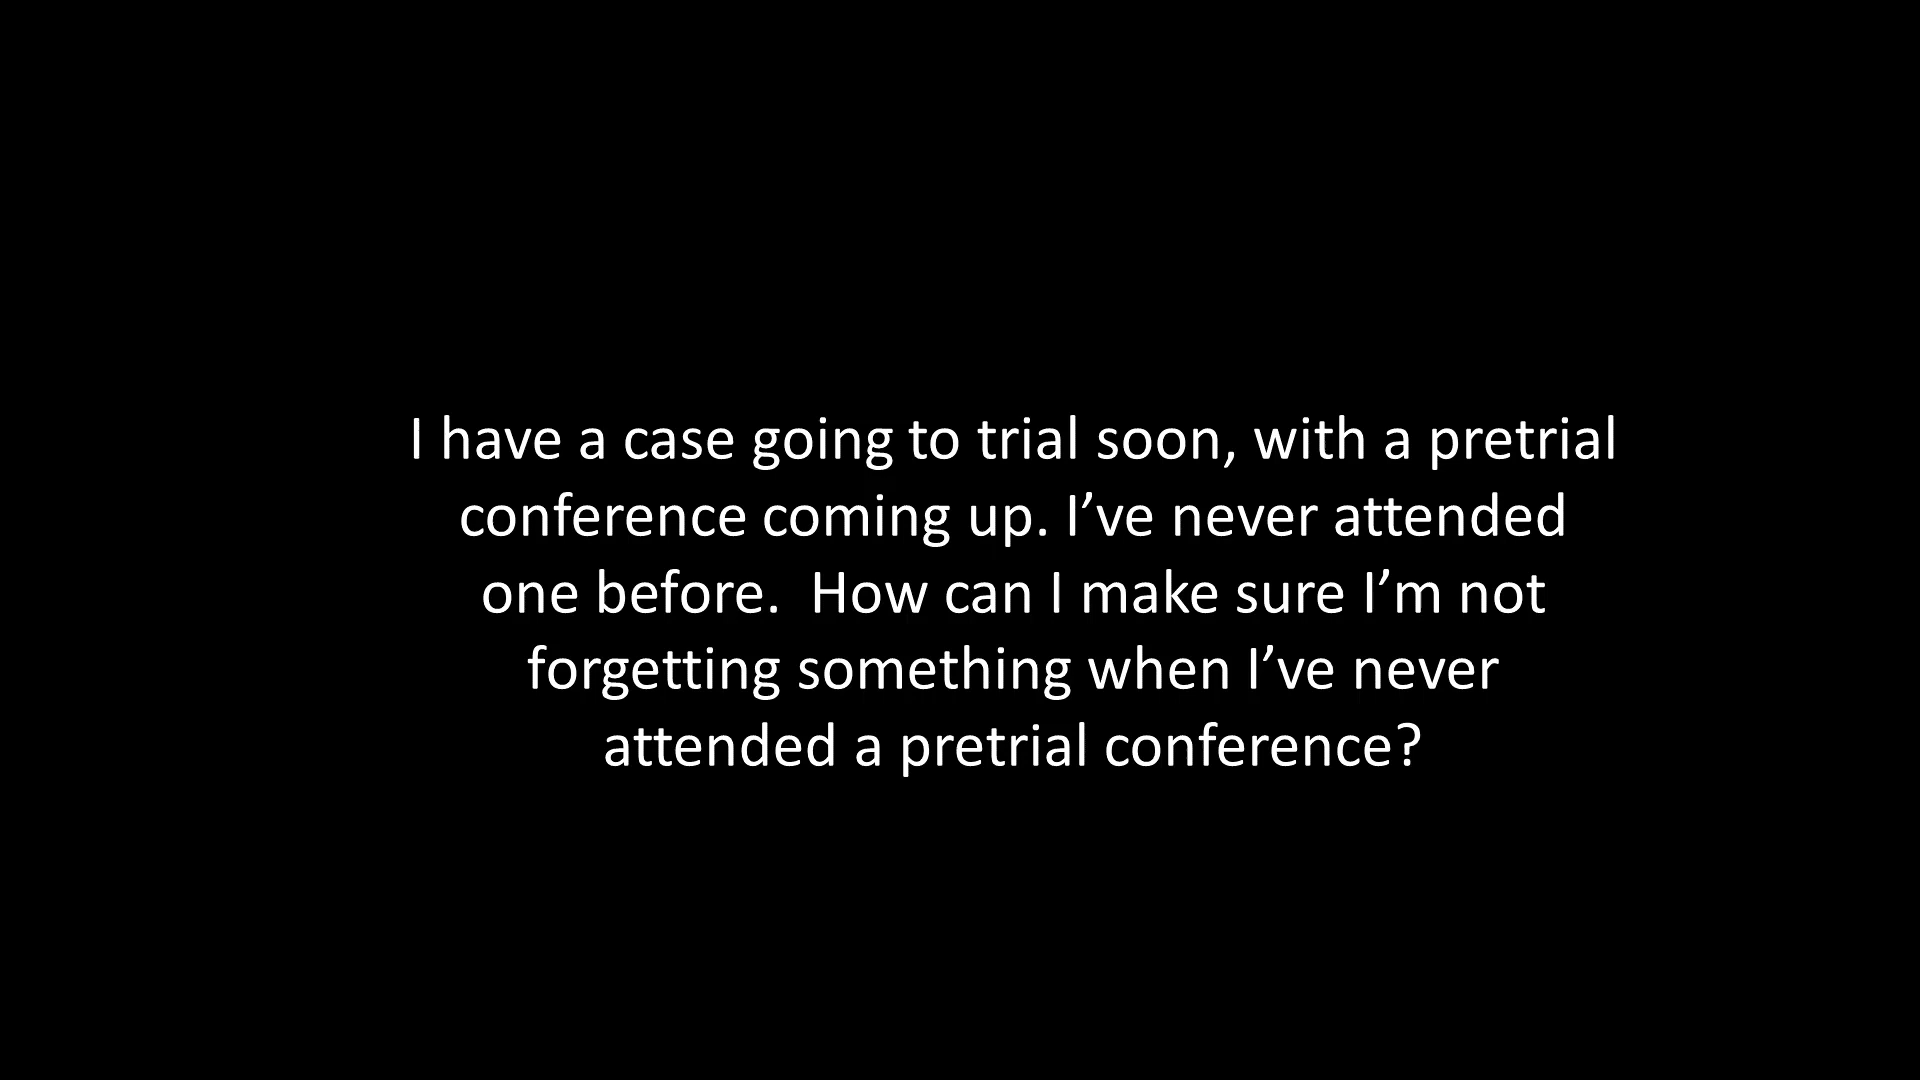 I have a case going to trial soon, with a pretrial
conference coming up. I’ve never attended
one before.  How can I make sure I’m not
forgetting something when I’ve never
attended a pretrial conference?